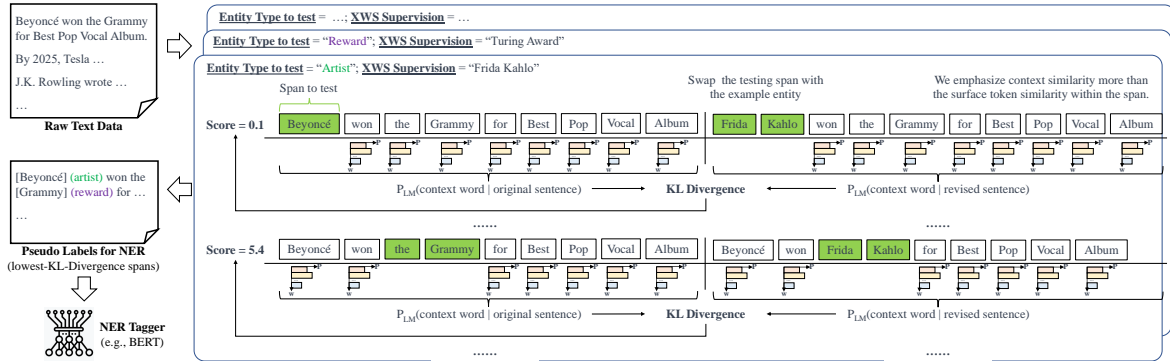 Beyoncé won the Grammy
for Best Pop Vocal Album.
By 2025, Tesla …
J.K. Rowling wrote …
…
Raw Text Data
[Beyoncé] (artist) won the
[Grammy] (reward) for …
…
Pseudo Labels for NER
(lowest-KL-Divergence spans)
NER Tagger
(e.g., BERT)
Entity Type to test = …; XWS Supervision = …
Entity Type to test = “Reward”; XWS Supervision = “Turing Award”
Entity Type to test = “Artist”; XWS Supervision = “Frida Kahlo”
Span to test
Swap the testing span with
the example entity
We emphasize context similarity more than
the surface token similarity within the span.
Score = 0.1 Beyoncé won the Grammy for Best Pop Vocal Album Frida Kahlo won the Grammy for Best Pop Vocal Album
P P P P P P P P P P P P P P P P
w w w w w w w w w w w w w w w w
P_LM(context word | original sentence) KL Divergence P_LM(context word | revised sentence)
…… ……
Score = 5.4 Beyoncé won the Grammy for Best Pop Vocal Album Beyoncé won Frida Kahlo for Best Pop Vocal Album
P P P P P P P P P P P P P P
w w w w w w w w w w w w w w
P_LM(context word | original sentence) KL Divergence P_LM(context word | revised sentence)
…… ……